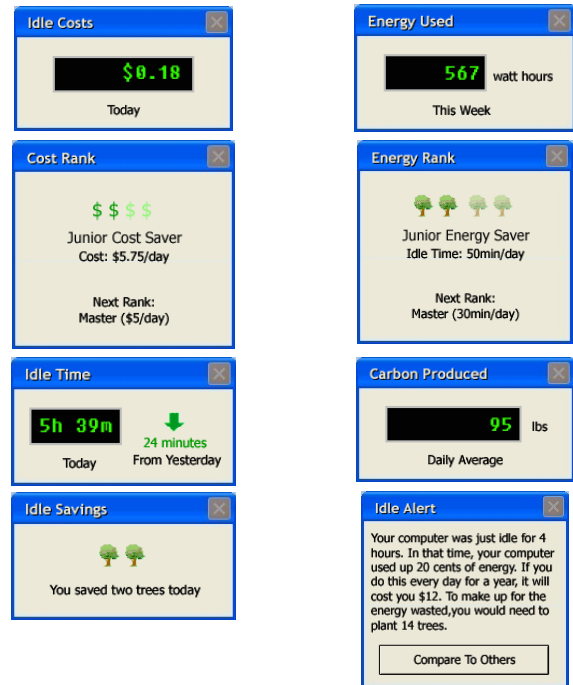 Idle Costs
$0.18
Today
Energy Used
567 watt hours
This Week
Cost Rank
$ $ $ $
Junior Cost Saver
Cost: $5.75/day
Next Rank:
Master ($5/day)
Energy Rank
Junior Energy Saver
Idle Time: 50min/day
Next Rank:
Master (30min/day)
Idle Time
5h 39m
Today
24 minutes
From Yesterday
Carbon Produced
95 lbs
Daily Average
Idle Savings
You saved two trees today
Idle Alert
Your computer was just idle for 4
hours. In that time, your computer
used up 20 cents of energy. If you
do this every day for a year, it will
cost you $12. To make up for the
energy wasted,you would need to
plant 14 trees.
Compare To Others